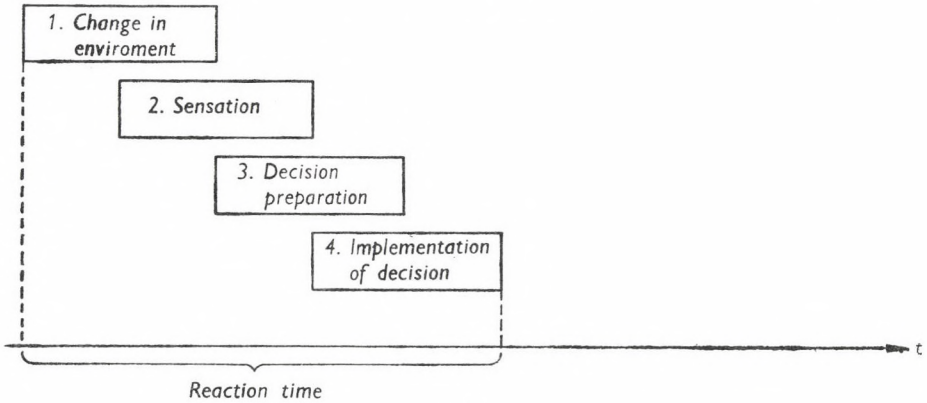 1. Change in
enviroment
2. Sensation
3. Decision
preparation
4. Implementation
of decision
t
Reaction time